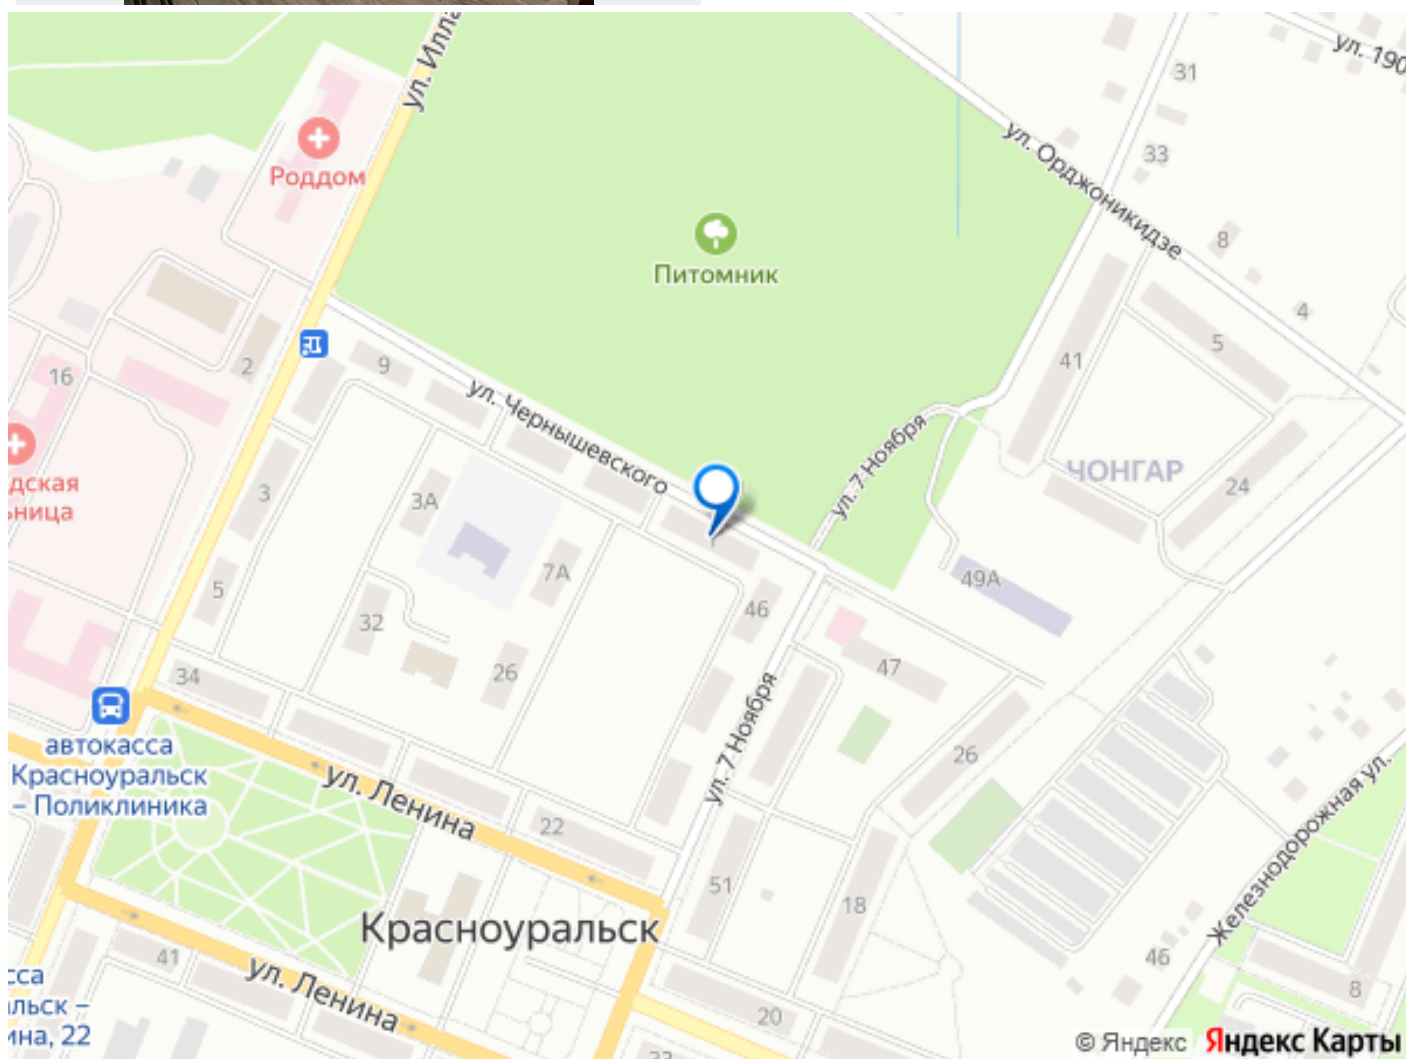 ул. Илла
ул. 190
31
Роддом
ул. Орджоникидзе
33
8
Питомник
4
5
41
2
9
16
ул. Чернышевского
ул. 7 Ноября
ЧОНГАР
24
дская
ьница
3
3А
7А
49А
5
32
46
26
47
34
ул. 7 Ноября
26
автокасса
Красноуральск
– Поликлиника
ул. Ленина
22
Железнодорожная ул.
51
18
Красноуральск
41
46
ул. Ленина
сса
альск –
ина, 22
8
20
© Яндекс Яндекс Карты